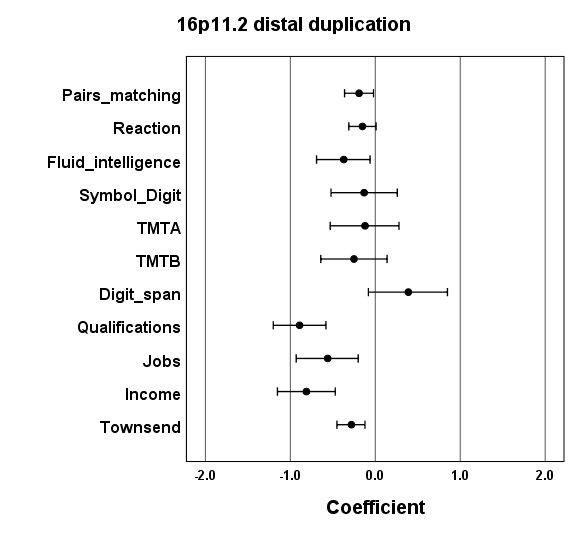 16p11.2 distal duplication
Pairs_matching
Reaction
Fluid_intelligence
Symbol_Digit
TMTA
TMTB
Digit_span
Qualifications
Jobs
Income
Townsend
-2.0 -1.0 0.0 1.0 2.0
Coefficient